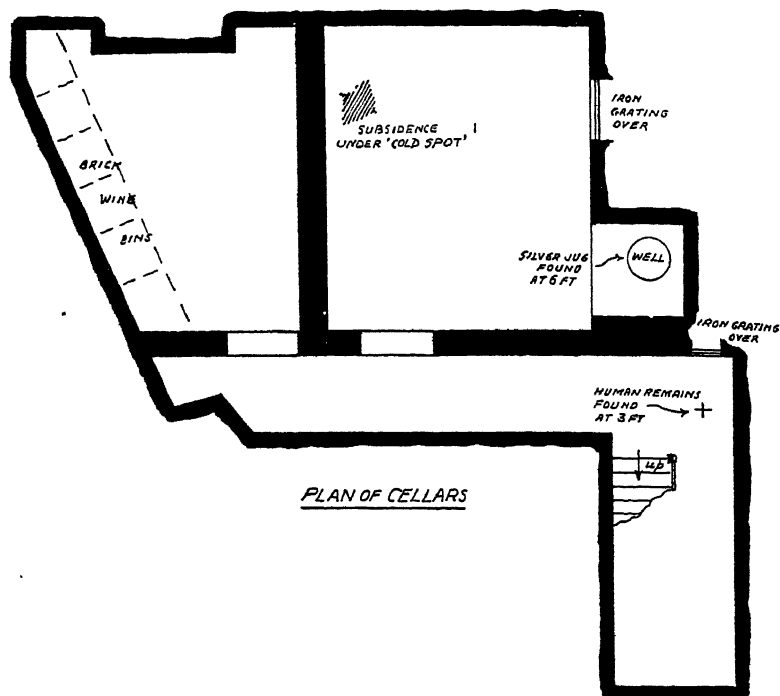 IRON
GRATING
OVER
SUBSIDENCE
UNDER 'COLD SPOT'
BRICK
WINE
BINS
SILVER JUG
FOUND
AT 6 FT
WELL
IRON GRATING
OVER
HUMAN REMAINS
FOUND
AT 3 FT
up
PLAN OF CELLARS